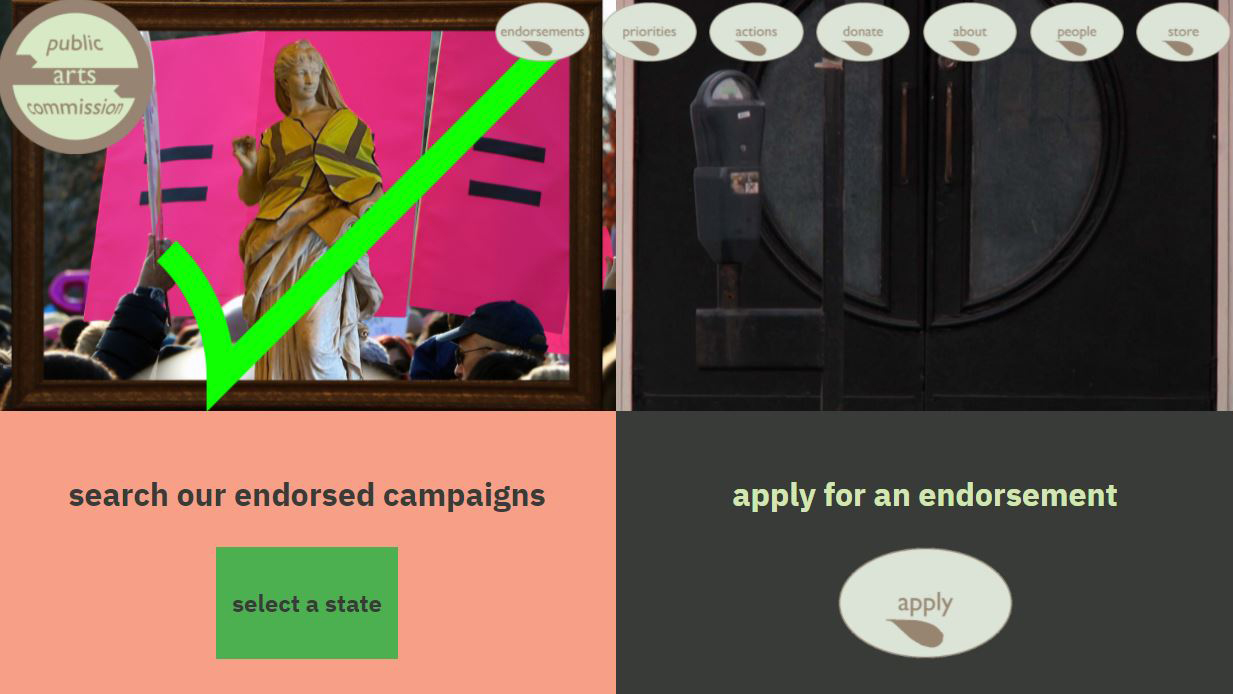 public
arts
commission
endorsements
priorities
actions
donate
about
people
store
=
=
search our endorsed campaigns
select a state
apply for an endorsement
apply